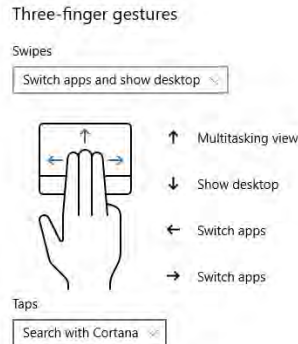 Three-finger gestures
Swipes
Switch apps and show desktop
↑ Multitasking view
↓ Show desktop
← Switch apps
→ Switch apps
Taps
Search with Cortana